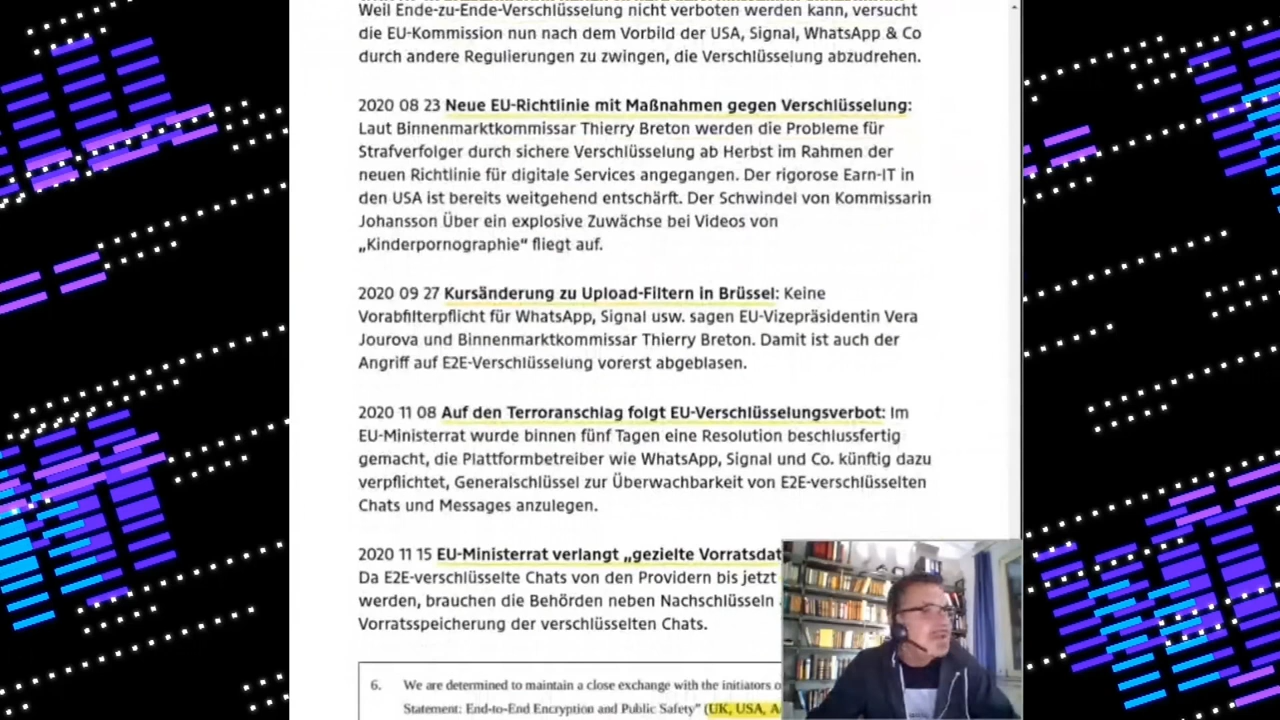 Weil Ende-zu-Ende-Verschlüsselung nicht verboten werden kann, versucht
die EU-Kommission nun nach dem Vorbild der USA, Signal, WhatsApp & Co
durch andere Regulierungen zu zwingen, die Verschlüsselung abzudrehen.
2020 08 23 Neue EU-Richtlinie mit Maßnahmen gegen Verschlüsselung:
Laut Binnenmarktkommissar Thierry Breton werden die Probleme für
Strafverfolger durch sichere Verschlüsselung ab Herbst im Rahmen der
neuen Richtlinie für digitale Services angegangen. Der rigorose Earn-IT in
den USA ist bereits weitgehend entschärft. Der Schwindel von Kommissarin
Johansson Über ein explosive Zuwächse bei Videos von
„Kinderpornographie“ fliegt auf.
2020 09 27 Kursänderung zu Upload-Filtern in Brüssel: Keine
Vorabfilterpflicht für WhatsApp, Signal usw. sagen EU-Vizepräsidentin Vera
Jourova und Binnenmarktkommissar Thierry Breton. Damit ist auch der
Angriff auf E2E-Verschlüsselung vorerst abgeblasen.
2020 11 08 Auf den Terroranschlag folgt EU-Verschlüsselungsverbot: Im
EU-Ministerrat wurde binnen fünf Tagen eine Resolution beschlussfertig
gemacht, die Plattformbetreiber wie WhatsApp, Signal und Co. künftig dazu
verpflichtet, Generalschlüssel zur Überwachbarkeit von E2E-verschlüsselten
Chats und Messages anzulegen.
2020 11 15 EU-Ministerrat verlangt „gezielte Vorratsdat
Da E2E-verschlüsselte Chats von den Providern bis jetzt
werden, brauchen die Behörden neben Nachschlüsseln
Vorratsspeicherung der verschlüsselten Chats.
6. We are determined to maintain a close exchange with the initiators o
Statement: End-to-End Encryption and Public Safety” (UK, USA, A